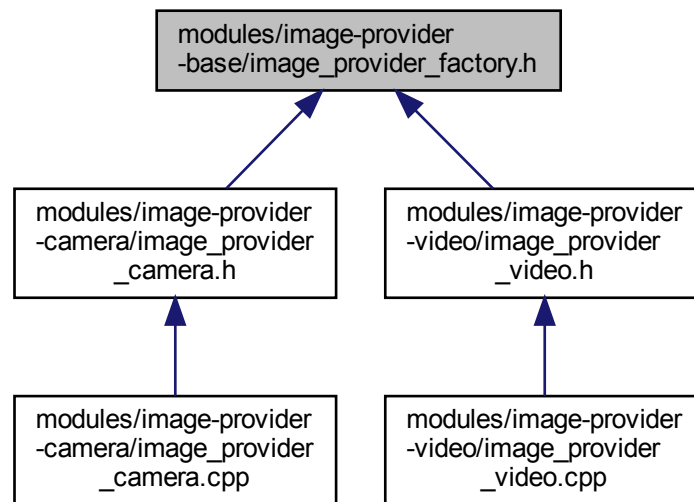 modules/image-provider
-base/image_provider_factory.h
modules/image-provider
-camera/image_provider
_camera.h
modules/image-provider
-video/image_provider
_video.h
modules/image-provider
-camera/image_provider
_camera.cpp
modules/image-provider
-video/image_provider
_video.cpp